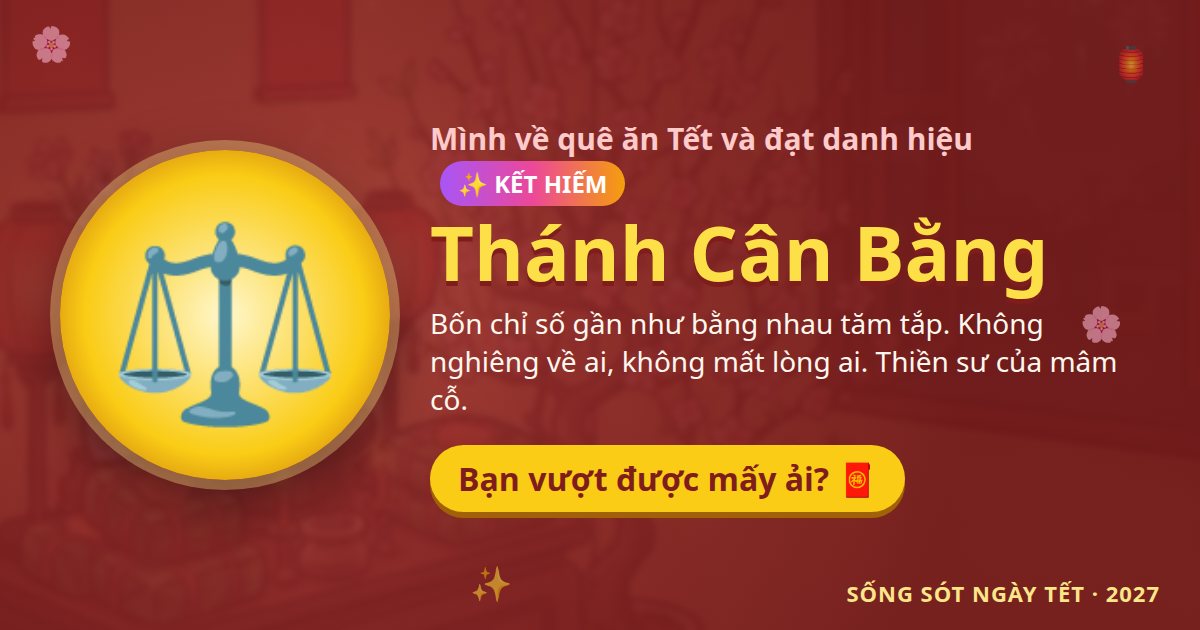 Mình về quê ăn Tết và đạt danh hiệu
✨ KẾT HIẾM
Thánh Cân Bằng
Bốn chỉ số gần như bằng nhau tăm tắp. Không
nghiêng về ai, không mất lòng ai. Thiền sư của mâm
cỗ.
Bạn vượt được mấy ải? 🧧
SỐNG SÓT NGÀY TẾT · 2027